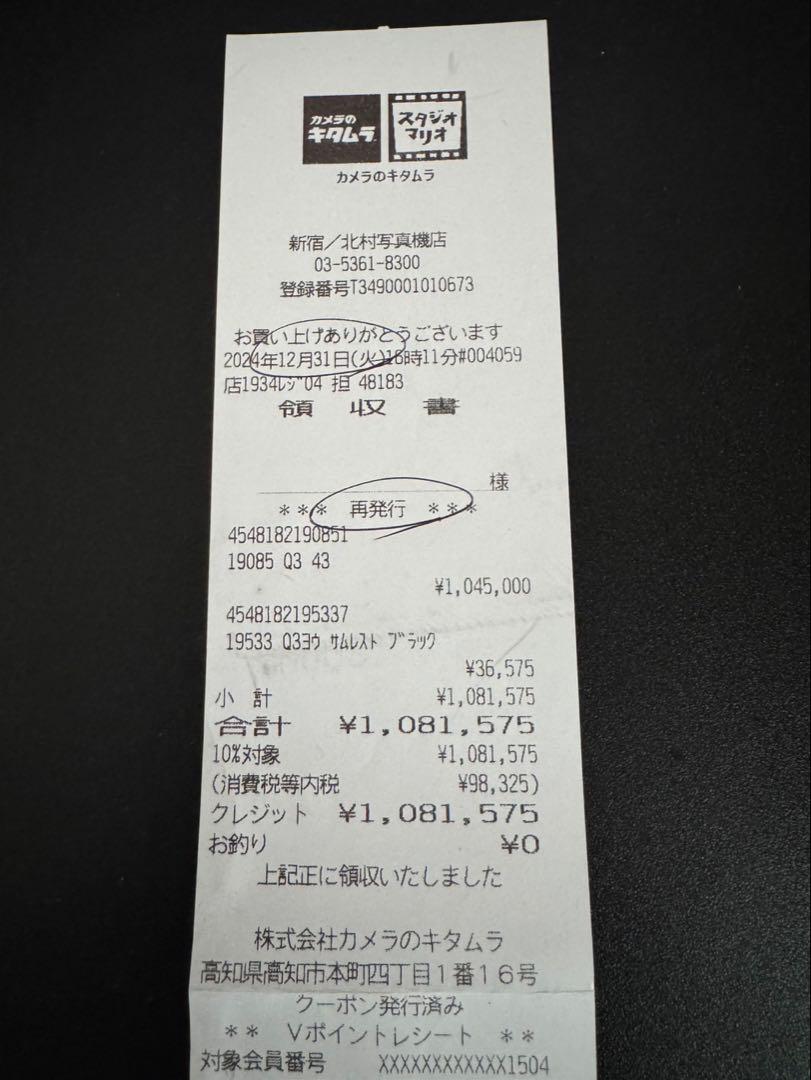 カメラの
キタムラ
スタジオ
マリオ
カメラのキタムラ
新宿/北村写真機店
03-5361-8300
登録番号T3490001010673
お買い上げありがとうございます
2024年12月31日(火)16時11分#004059
店1934ﾚｼﾞ04 担 48183
領 収 書
様
*** 再発行 ***
4548182190851
19085 Q3 43
¥1,045,000
4548182195337
19533 Q3ﾖｳ ｻﾑﾚｽﾄ ﾌﾞﾗｯｸ
¥36,575
小 計 ¥1,081,575
合計 ¥1,081,575
10%対象 ¥1,081,575
(消費税等内税 ¥98,325)
クレジット ¥1,081,575
お釣り ¥0
上記正に領収いたしました
株式会社カメラのキタムラ
高知県高知市本町四丁目1番16号
クーポン発行済み
** Vポイントレシート **
対象会員番号 XXXXXXXXXXXX1504